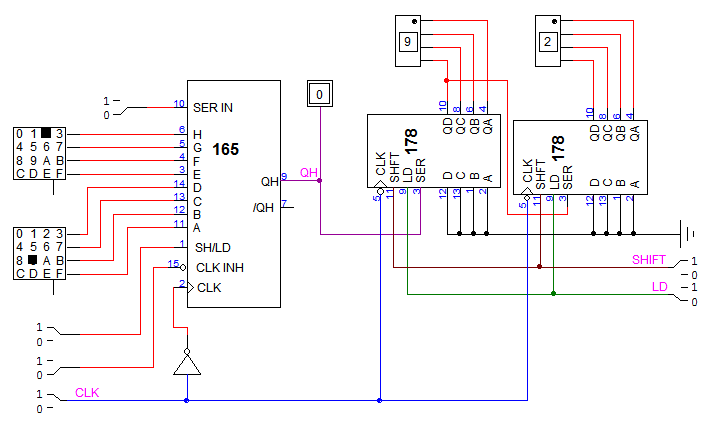 9
2
0
1
0
10 SER IN
0 1 3
4 5 6 7
8 9 A B
C D E F
6 H
5 G
4 F
3 E
14 D
13 C
12 B
11 A
165
QH 9
QH
/QH 7
0 1 2 3
4 5 6 7
8 A B
C D E F
1 SH/LD
15 CLK INH
2 CLK
10 8 6 4
QD QC QB QA
178
CLK SHFT LD SER D C B A
5 11 9 3 12 13 1 2
10 8 6 4
QD QC QB QA
178
CLK SHFT LD SER D C B A
5 11 9 3 12 13 1 2
SHIFT 1
0
LD 1
0
1
0
1
0
1 CLK
0